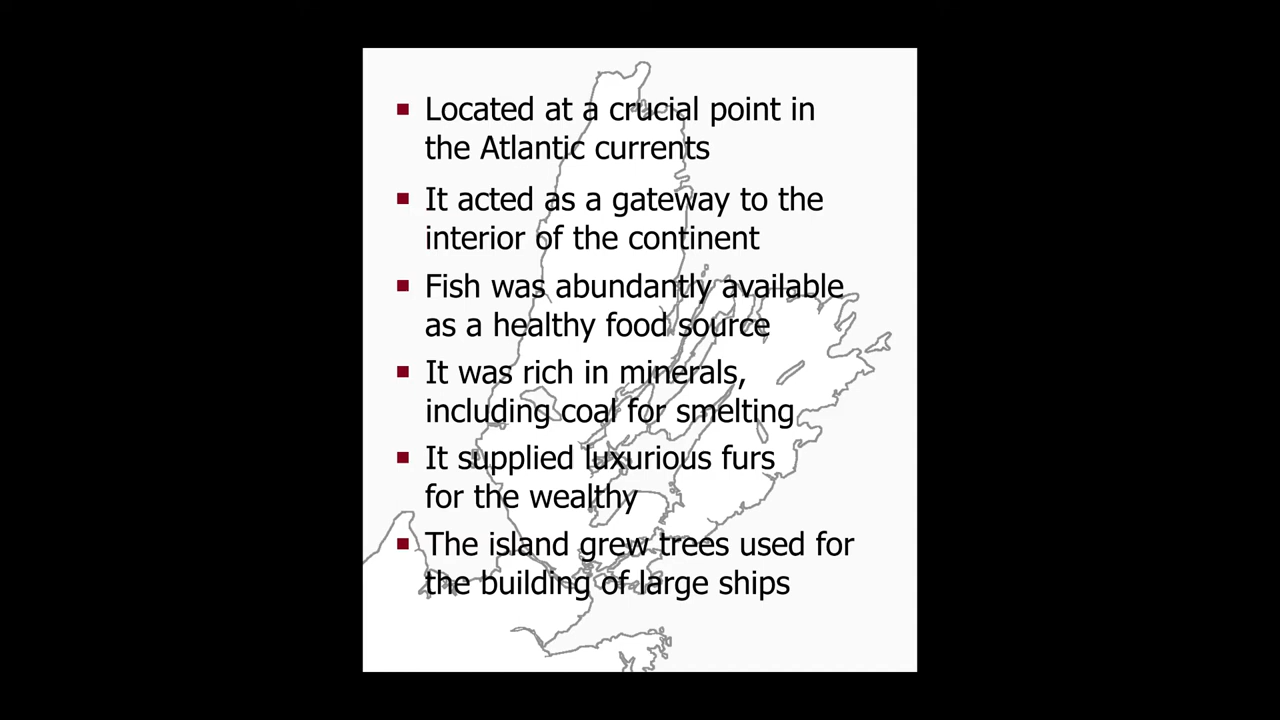 Located at a crucial point in
the Atlantic currents
It acted as a gateway to the
interior of the continent
Fish was abundantly available
as a healthy food source
It was rich in minerals,
including coal for smelting
It supplied luxurious furs
for the wealthy
The island grew trees used for
the building of large ships